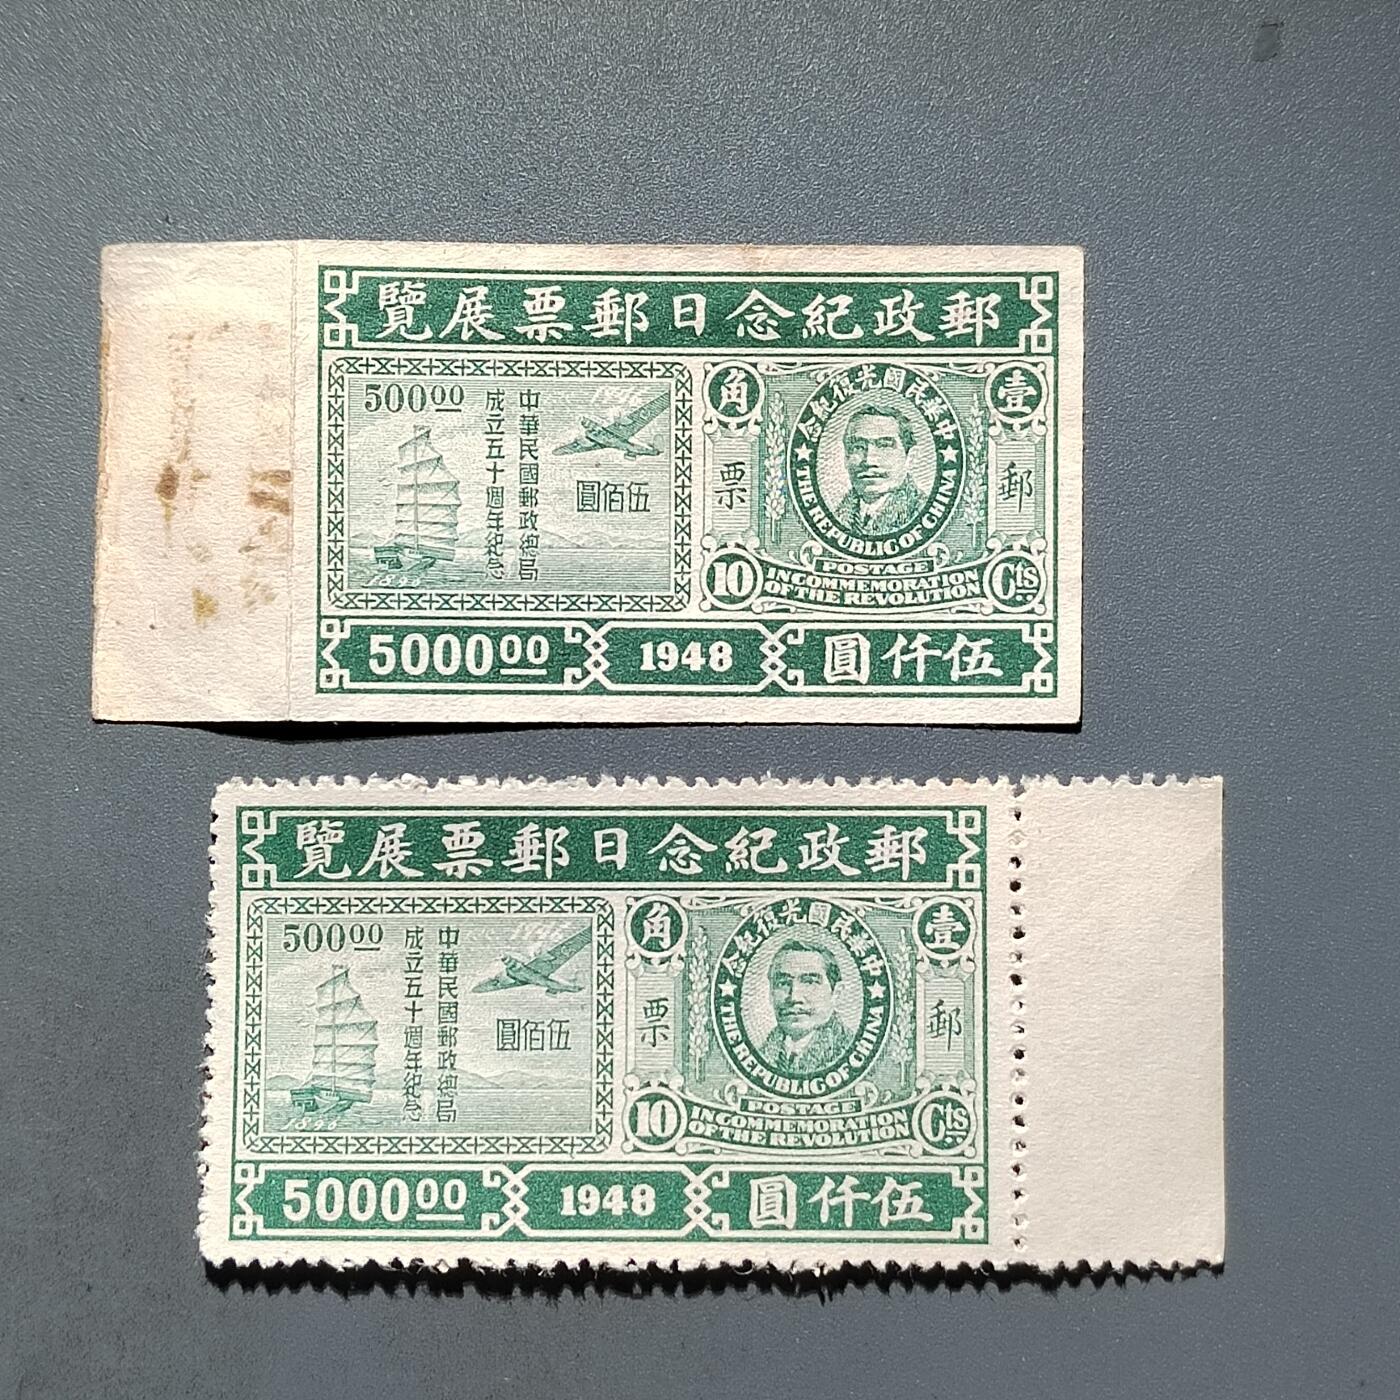 郵政紀念日郵票展覽
500 00
中華民國郵政總局
成立五十週年紀念
1946
伍佰圓
1896
壹角
中華民國光復紀念
郵票
THE REPUBLIC OF CHINA
POSTAGE
10 IN COMMEMORATION Cts
OF THE REVOLUTION
5000 00 1948 伍仟圓
郵政紀念日郵票展覽
500 00
中華民國郵政總局
成立五十週年紀念
1946
伍佰圓
1896
壹角
中華民國光復紀念
郵票
THE REPUBLIC OF CHINA
POSTAGE
10 IN COMMEMORATION Cts
OF THE REVOLUTION
5000 00 1948 伍仟圓